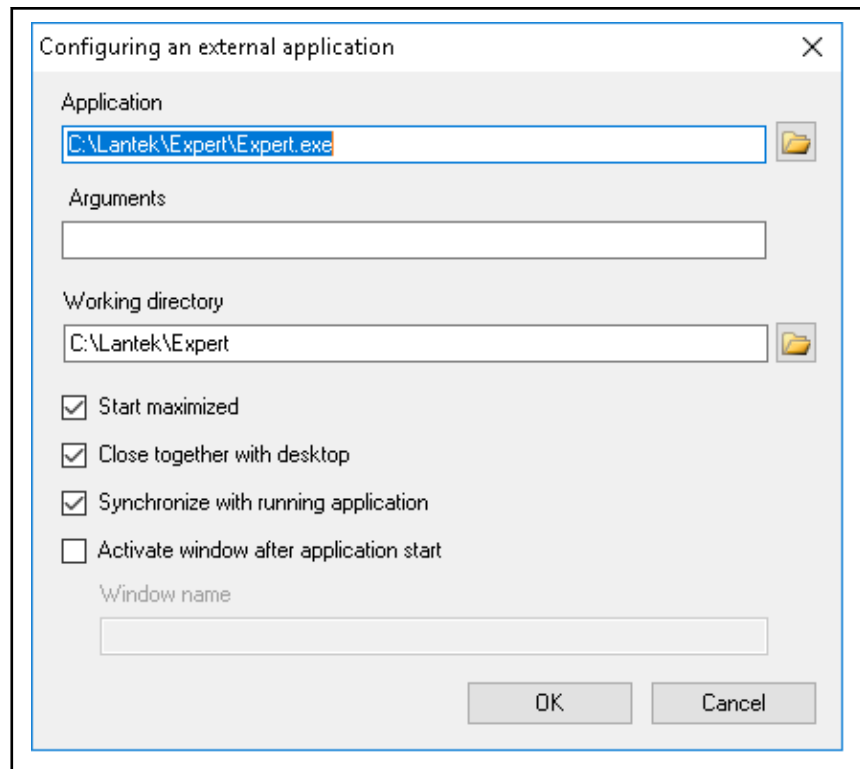 Configuring an external application
Application
C:\Lantek\Expert\Expert.exe
Arguments
Working directory
C:\Lantek\Expert
Start maximized
Close together with desktop
Synchronize with running application
Activate window after application start
Window name
OK Cancel